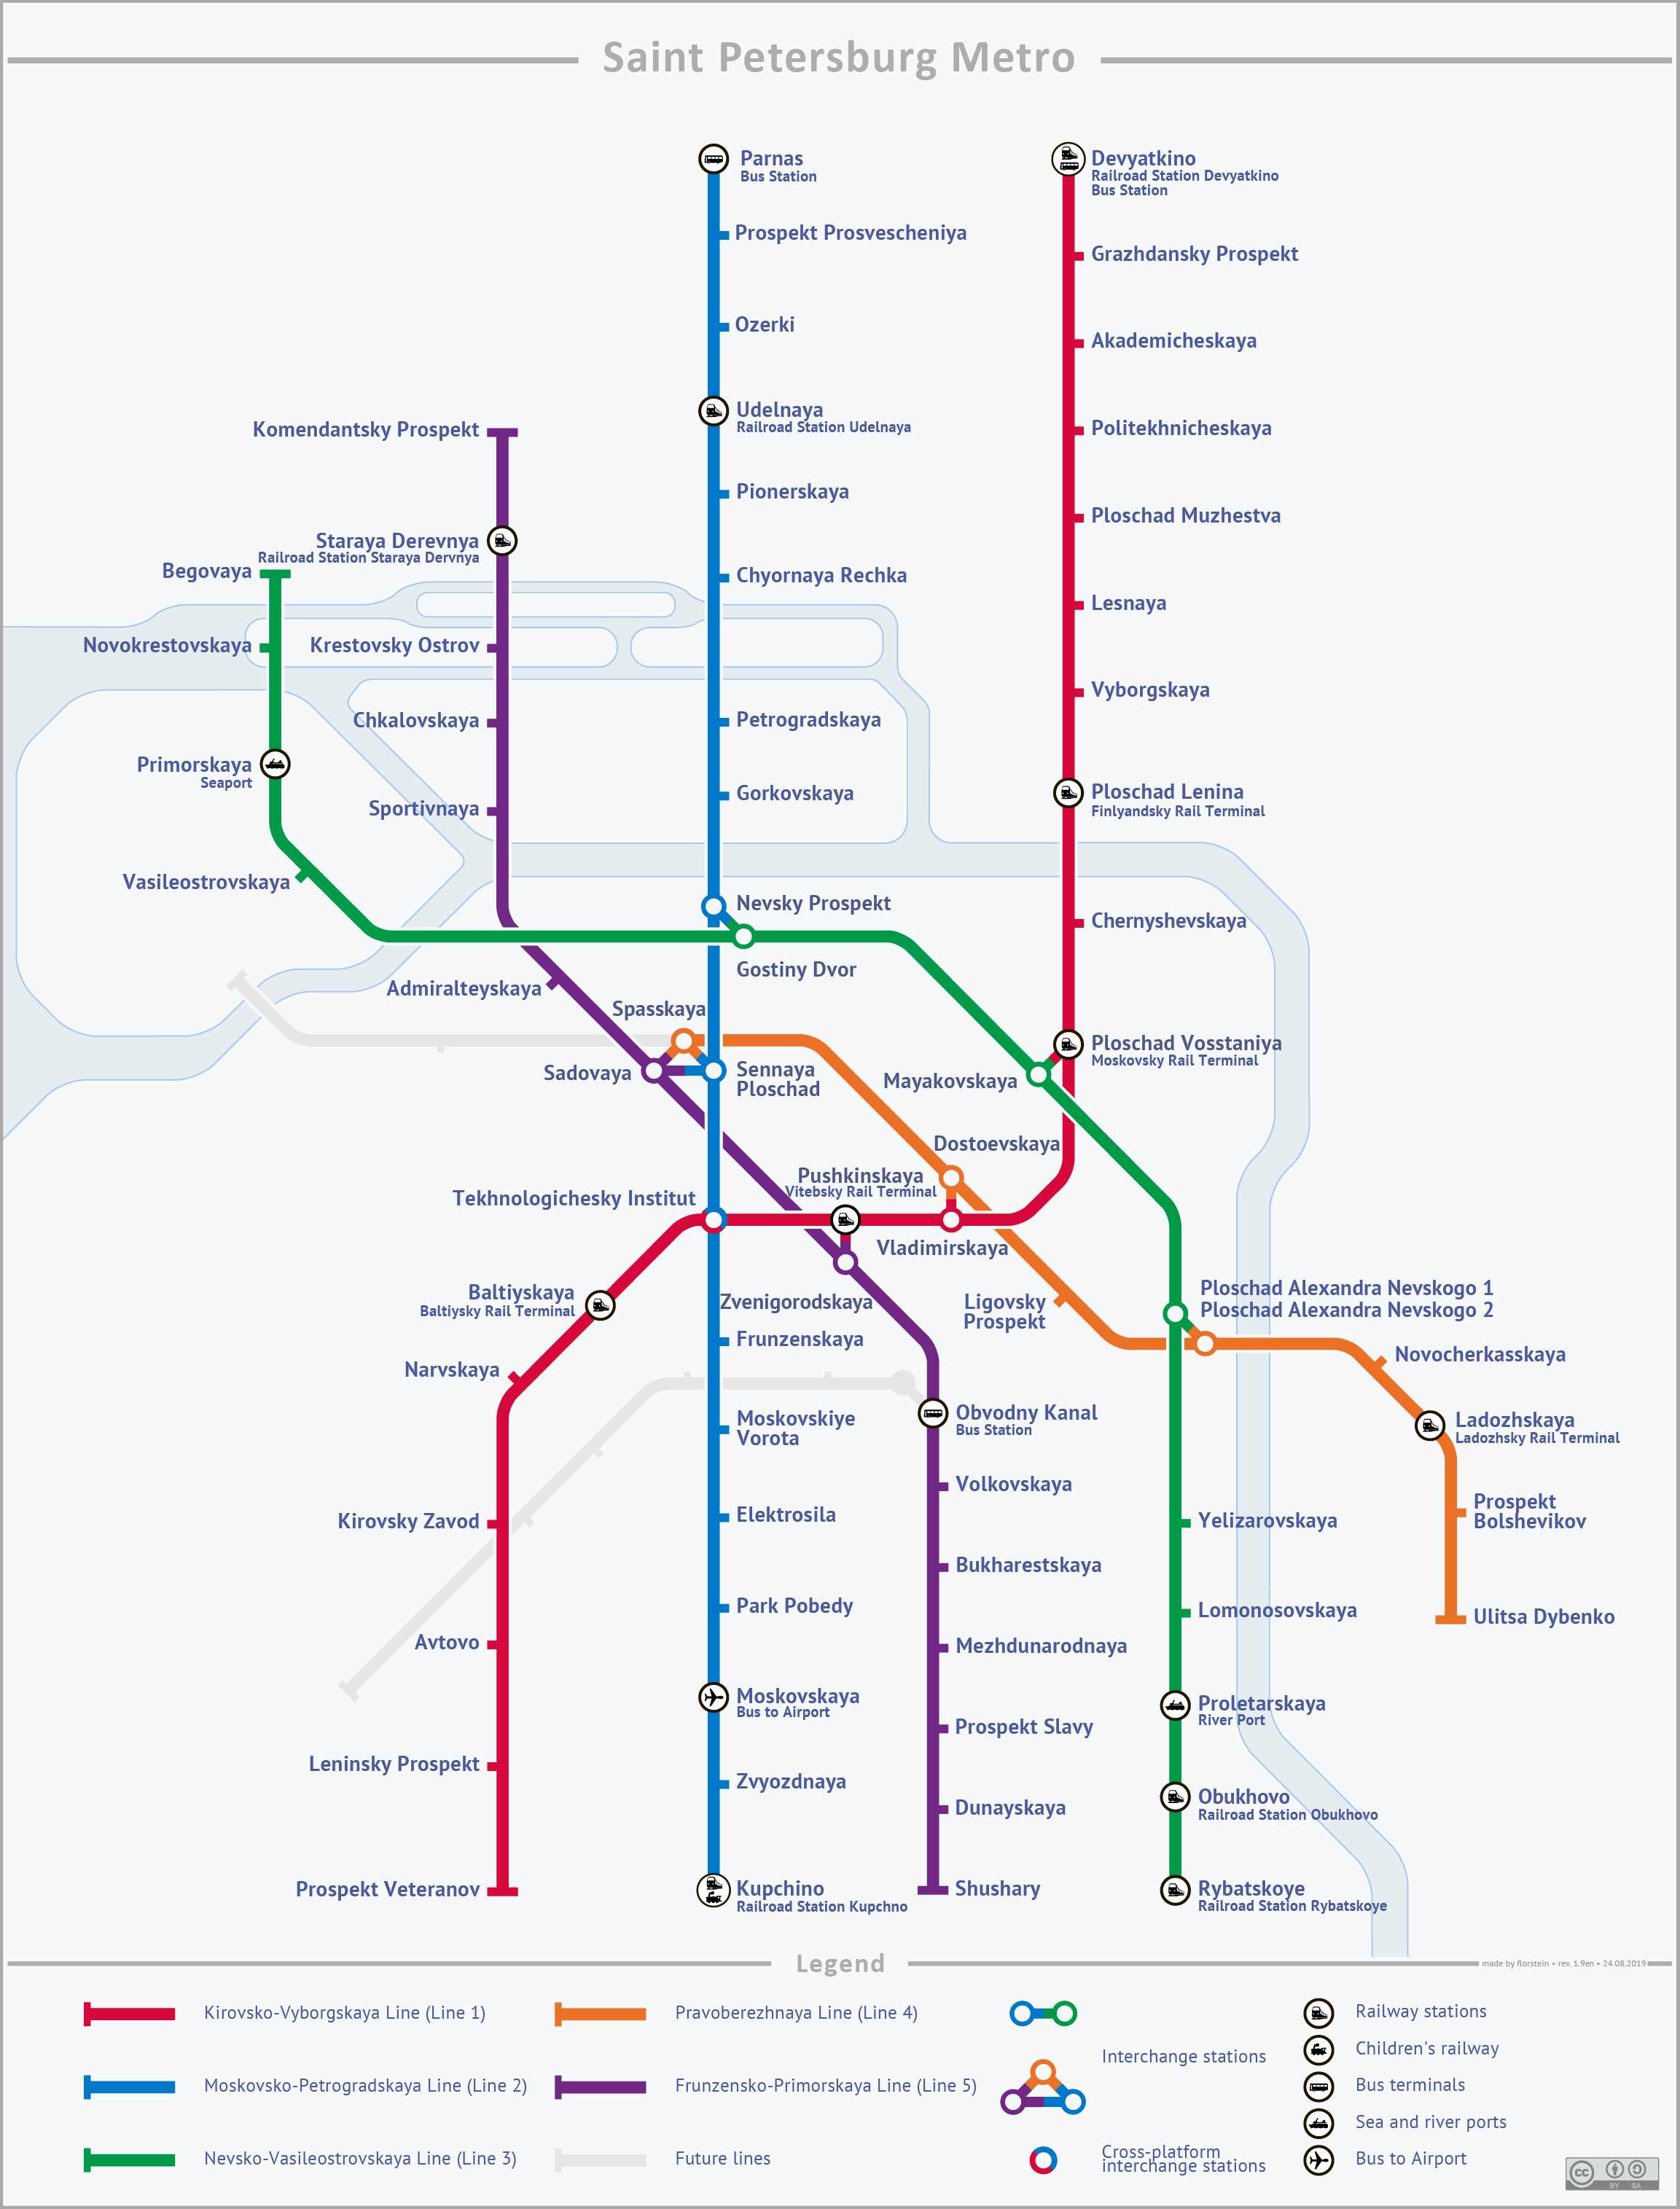 Saint Petersburg Metro
Parnas
Bus Station
Devyatkino
Railroad Station Devyatkino
Bus Station
Prospekt Prosvescheniya
Grazhdansky Prospekt
Ozerki
Akademicheskaya
Udelnaya
Railroad Station Udelnaya
Komendantsky Prospekt
Politekhnicheskaya
Pionerskaya
Ploschad Muzhestva
Staraya Derevnya
Railroad Station Staraya Dervnya
Begovaya
Chyornaya Rechka
Lesnaya
Novokrestovskaya
Krestovsky Ostrov
Vyborgskaya
Chkalovskaya
Petrogradskaya
Primorskaya
Seaport
Sportivnaya
Gorkovskaya
Ploschad Lenina
Finlyandsky Rail Terminal
Vasileostrovskaya
Nevsky Prospekt
Chernyshevskaya
Gostiny Dvor
Admiralteyskaya
Spasskaya
Ploschad Vosstaniya
Moskovsky Rail Terminal
Sadovaya
Sennaya
Ploschad
Mayakovskaya
Dostoevskaya
Pushkinskaya
Vitebsky Rail Terminal
Tekhnologichesky Institut
Vladimirskaya
Baltiyskaya
Baltiysky Rail Terminal
Zvenigorodskaya
Ligovsky
Prospekt
Ploschad Alexandra Nevskogo 1
Ploschad Alexandra Nevskogo 2
Frunzenskaya
Novocherkasskaya
Narvskaya
Moskovskiye
Vorota
Obvodny Kanal
Bus Station
Ladozhskaya
Ladozhsky Rail Terminal
Volkovskaya
Prospekt
Bolshevikov
Kirovsky Zavod
Elektrosila
Yelizarovskaya
Bukharestskaya
Park Pobedy
Lomonosovskaya
Ulitsa Dybenko
Avtovo
Mezhdunarodnaya
Moskovskaya
Bus to Airport
Proletarskaya
River Port
Prospekt Slavy
Leninsky Prospekt
Zvyozdnaya
Obukhovo
Railroad Station Obukhovo
Dunayskaya
Prospekt Veteranov
Kupchino
Railroad Station Kupchno
Shushary
Rybatskoye
Railroad Station Rybatskoye
Legend
made by florstein • rev. 1.9en • 24.08.2019
Kirovsko-Vyborgskaya Line (Line 1)
Moskovsko-Petrogradskaya Line (Line 2)
Nevsko-Vasileostrovskaya Line (Line 3)
Pravoberezhnaya Line (Line 4)
Frunzensko-Primorskaya Line (Line 5)
Future lines
Interchange stations
Cross-platform
interchange stations
Railway stations
Children's railway
Bus terminals
Sea and river ports
Bus to Airport
cc
BY SA